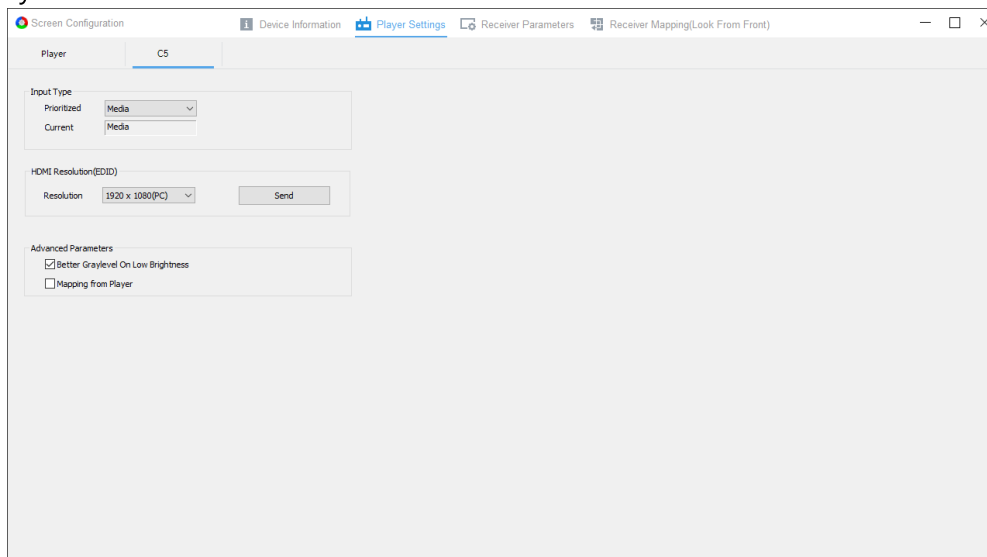 Screen Configuration
Device Information
Player Settings
Receiver Parameters
Receiver Mapping(Look From Front)
Player
C5
Input Type
Prioritized Media
Current Media
HDMI Resolution(EDID)
Resolution 1920 x 1080(PC) Send
Advanced Parameters
Better Graylevel On Low Brightness
Mapping from Player